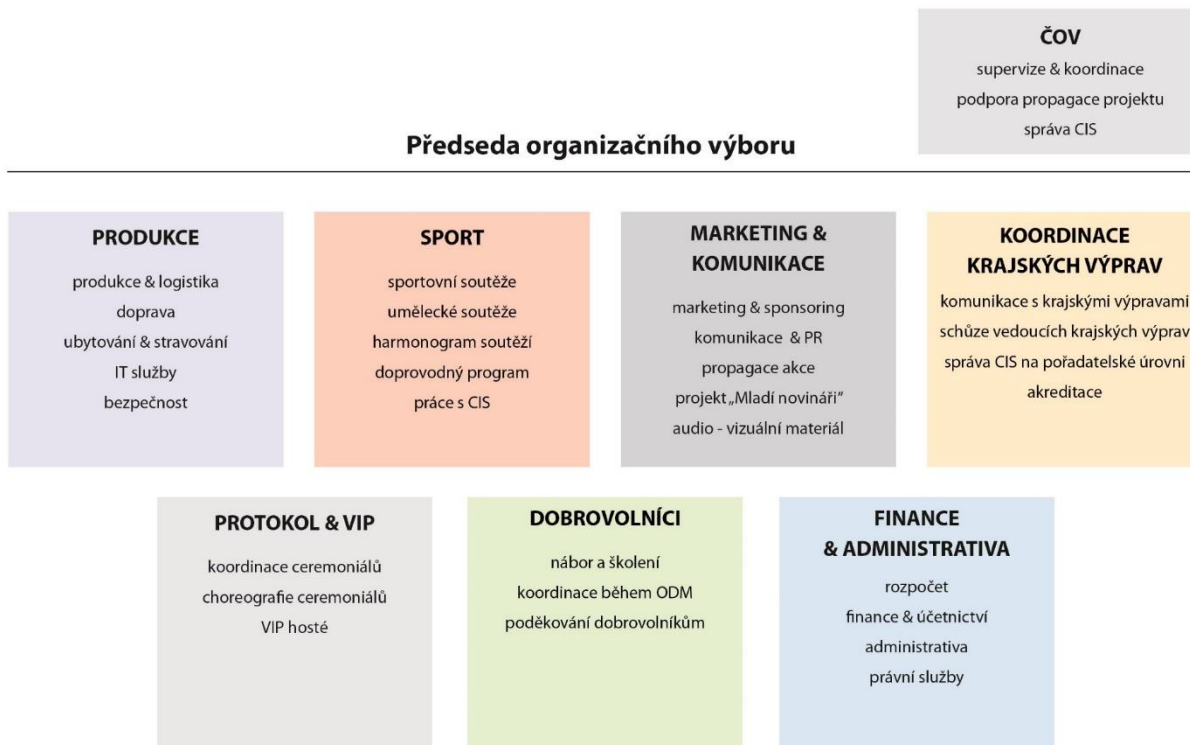 ČOV
supervize & koordinace
podpora propagace projektu
správa CIS
Předseda organizačního výboru
PRODUKCE
produkce & logistika
doprava
ubytování & stravování
IT služby
bezpečnost
SPORT
sportovní soutěže
umělecké soutěže
harmonogram soutěží
doprovodný program
práce s CIS
MARKETING &
KOMUNIKACE
marketing & sponsoring
komunikace & PR
propagace akce
projekt „Mladí novináři”
audio - vizuální materiál
KOORDINACE
KRAJSKÝCH VÝPRAV
komunikace s krajskými výpravami
schůze vedoucích krajských výprav
správa CIS na pořadatelské úrovni
akreditace
PROTOKOL & VIP
koordinace ceremoniálů
choreografie ceremoniálů
VIP hosté
DOBROVOLNÍCI
nábor a školení
koordinace během ODM
poděkování dobrovolníkům
FINANCE
& ADMINISTRATIVA
rozpočet
finance & účetnictví
administrativa
právní služby